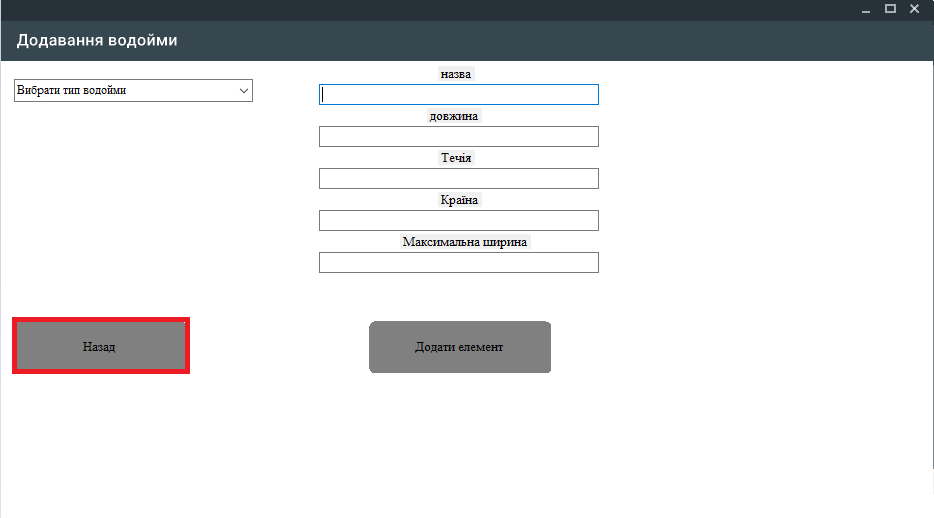 Додавання водойми
Вибрати тип водойми
назва
довжина
Течія
Країна
Максимальна ширина
Назад
Додати елемент